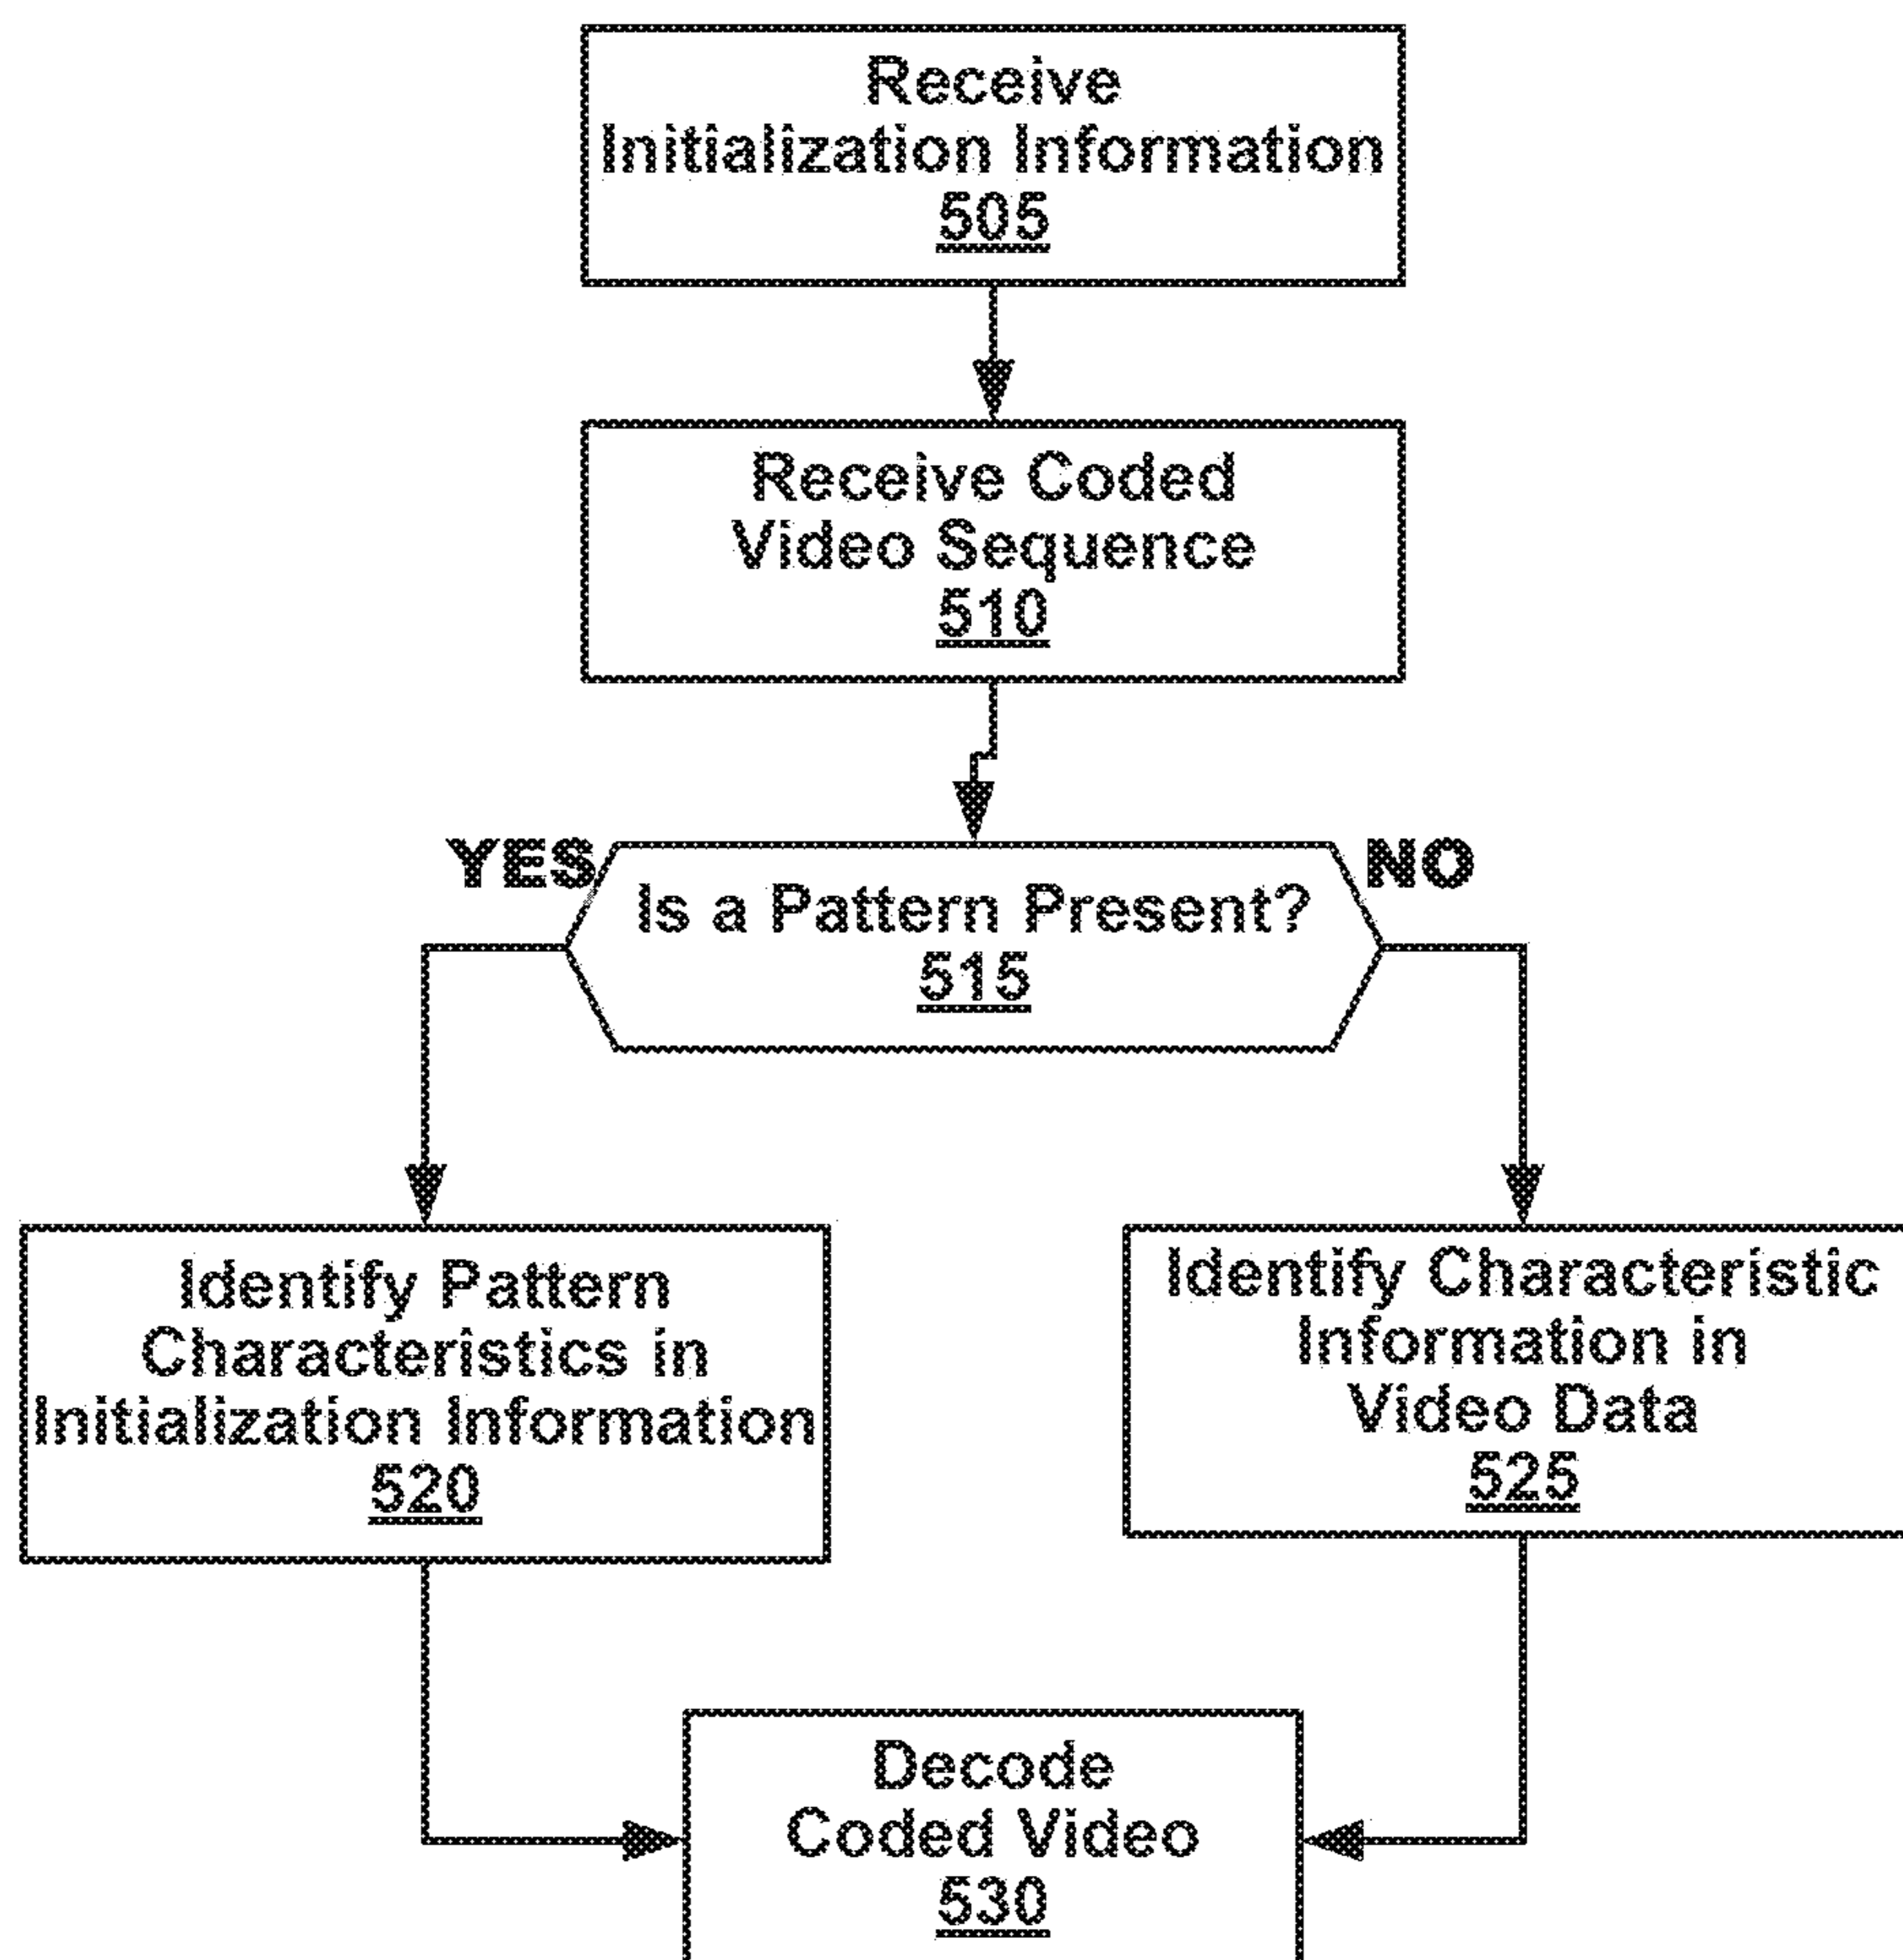 Receive
Initialization Information
505
Receive Coded
Video Sequence
510
YES
NO
Is a Pattern Present?
515
Identify Pattern
Characteristics in
Initialization Information
520
Identify Characteristic
Information in
Video Data
525
Decode
Coded Video
530